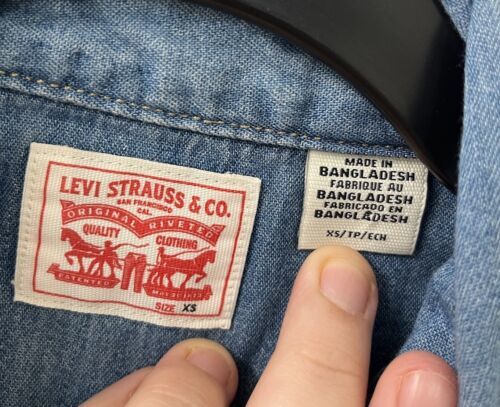 LEVI STRAUSS & CO.
SAN FRANCISCO
CAL.
ORIGINAL RIVETED
QUALITY CLOTHING
PATENTED
SIZE XS
MADE IN
BANGLADESH
FABRIQUE AU
BANGLADESH
FABRICADO EN
BANGLADESH
XS/TP/ECH